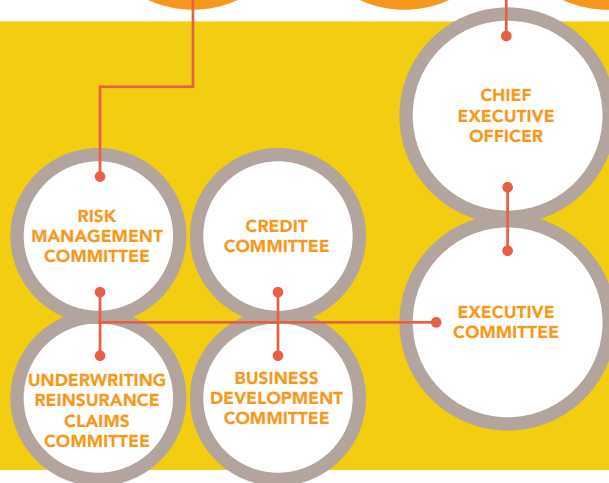 CHIEF
EXECUTIVE
OFFICER
RISK
MANAGEMENT
COMMITTEE
CREDIT
COMMITTEE
EXECUTIVE
COMMITTEE
UNDERWRITING
REINSURANCE
CLAIMS
COMMITTEE
BUSINESS
DEVELOPMENT
COMMITTEE